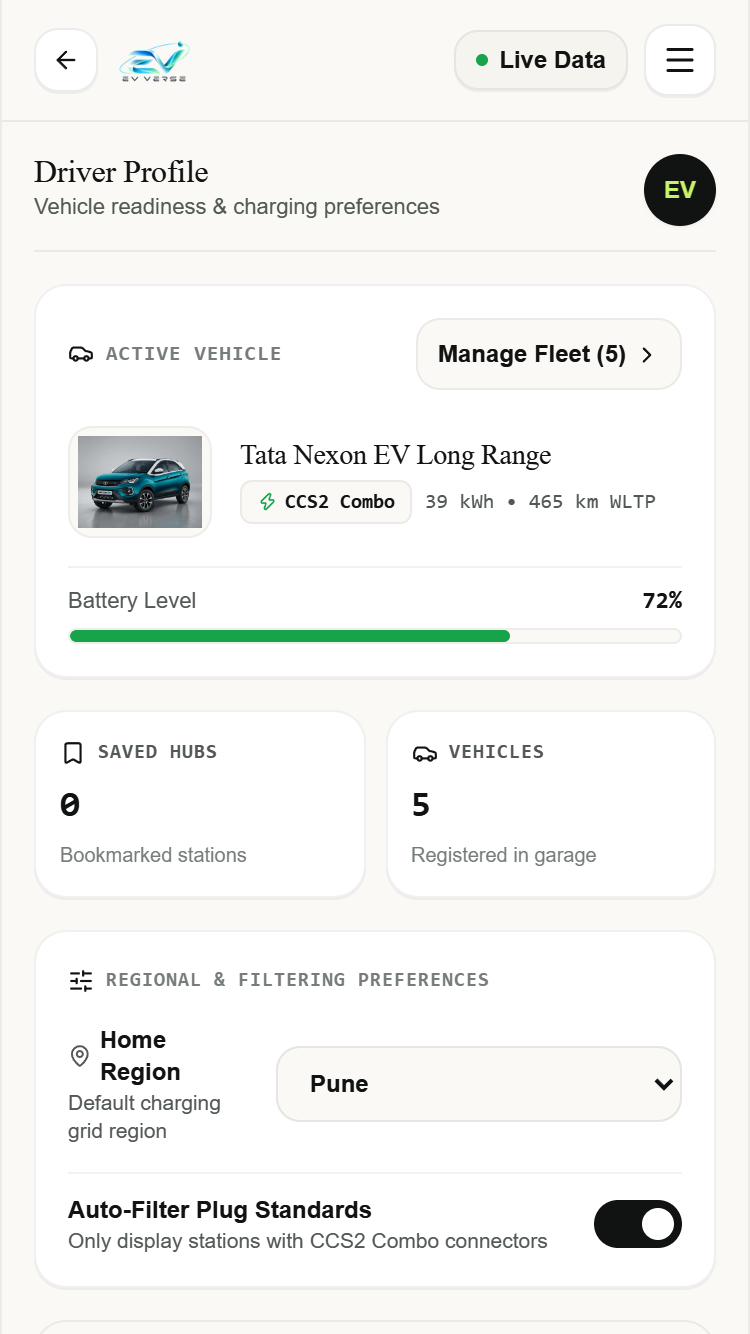 EV VERSE
Live Data
Driver Profile
Vehicle readiness & charging preferences
EV
ACTIVE VEHICLE
Manage Fleet (5)
Tata Nexon EV Long Range
CCS2 Combo
39 kWh • 465 km WLTP
Battery Level
72%
SAVED HUBS
0
Bookmarked stations
VEHICLES
5
Registered in garage
REGIONAL & FILTERING PREFERENCES
Home
Region
Default charging
grid region
Pune
Auto-Filter Plug Standards
Only display stations with CCS2 Combo connectors